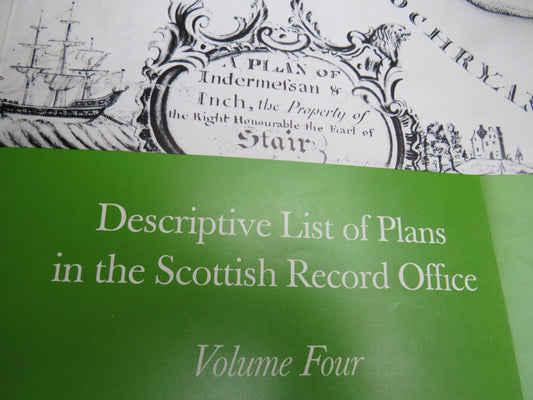 A PLAN OF
Indermeſsan &
Inch, the Property of
the Right Honourable the Earl of
Stair
OCHRYAN
Descriptive List of Plans
in the Scottish Record Office
Volume Four